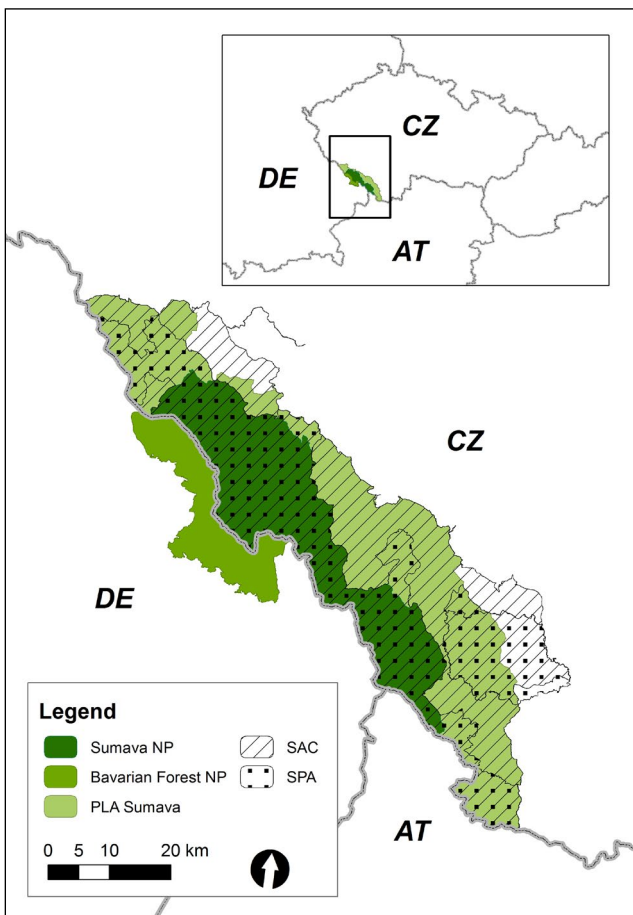 CZ
DE
AT
CZ
DE
Legend
Sumava NP
SAC
Bavarian Forest NP
SPA
PLA Sumava
0 5 10 20 km
AT